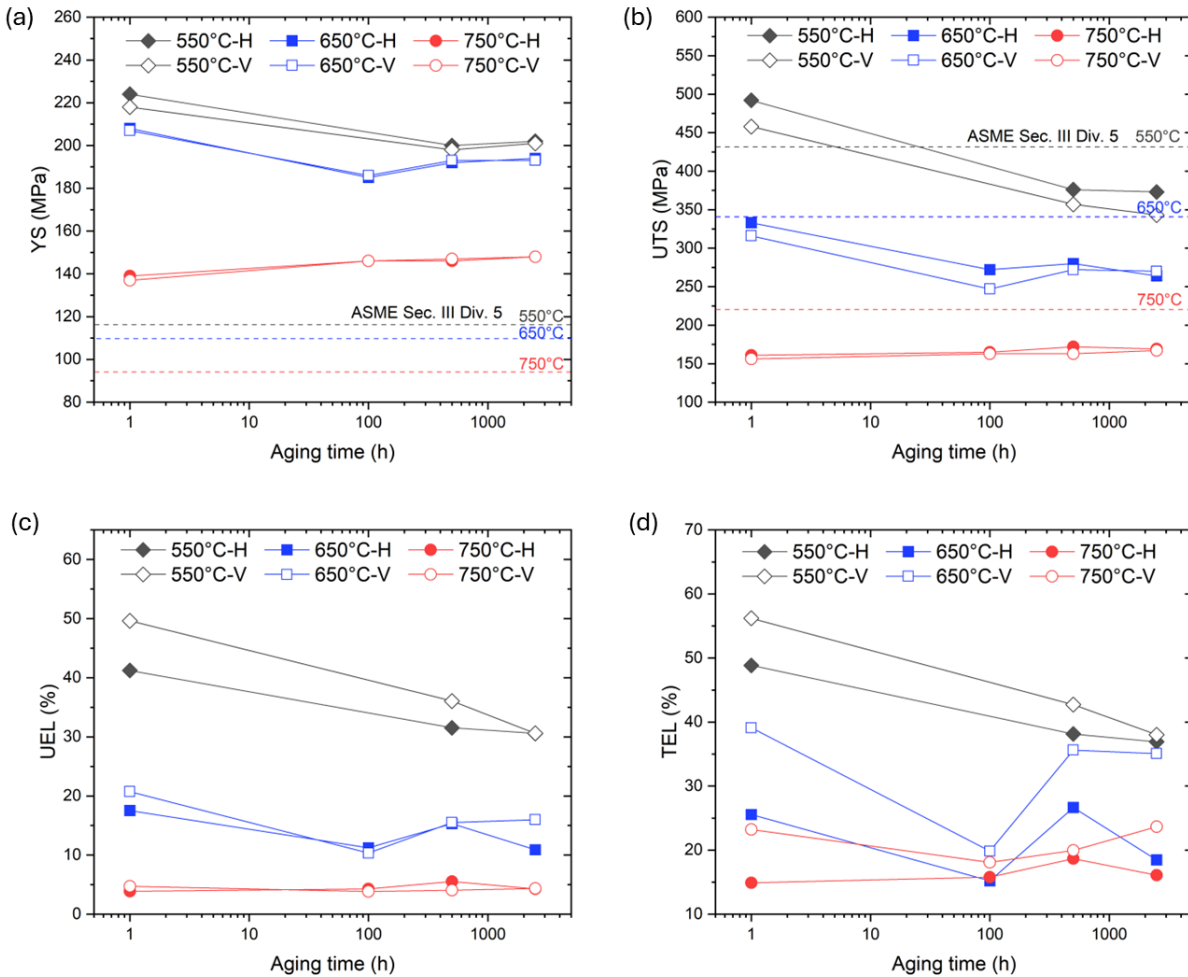 (a)
260
240
220
200
180
160
140
120
100
80
YS (MPa)
550°C-H 650°C-H 750°C-H
550°C-V 650°C-V 750°C-V
ASME Sec. III Div. 5 550°C
650°C
750°C
1 10 100 1000
Aging time (h)
(b)
600
550
500
450
400
350
300
250
200
150
100
UTS (MPa)
550°C-H 650°C-H 750°C-H
550°C-V 650°C-V 750°C-V
ASME Sec. III Div. 5 550°C
650°C
750°C
1 10 100 1000
Aging time (h)
(c)
60
50
40
30
20
10
0
UEL (%)
550°C-H 650°C-H 750°C-H
550°C-V 650°C-V 750°C-V
1 10 100 1000
Aging time (h)
(d)
70
60
50
40
30
20
10
TEL (%)
550°C-H 650°C-H 750°C-H
550°C-V 650°C-V 750°C-V
1 10 100 1000
Aging time (h)